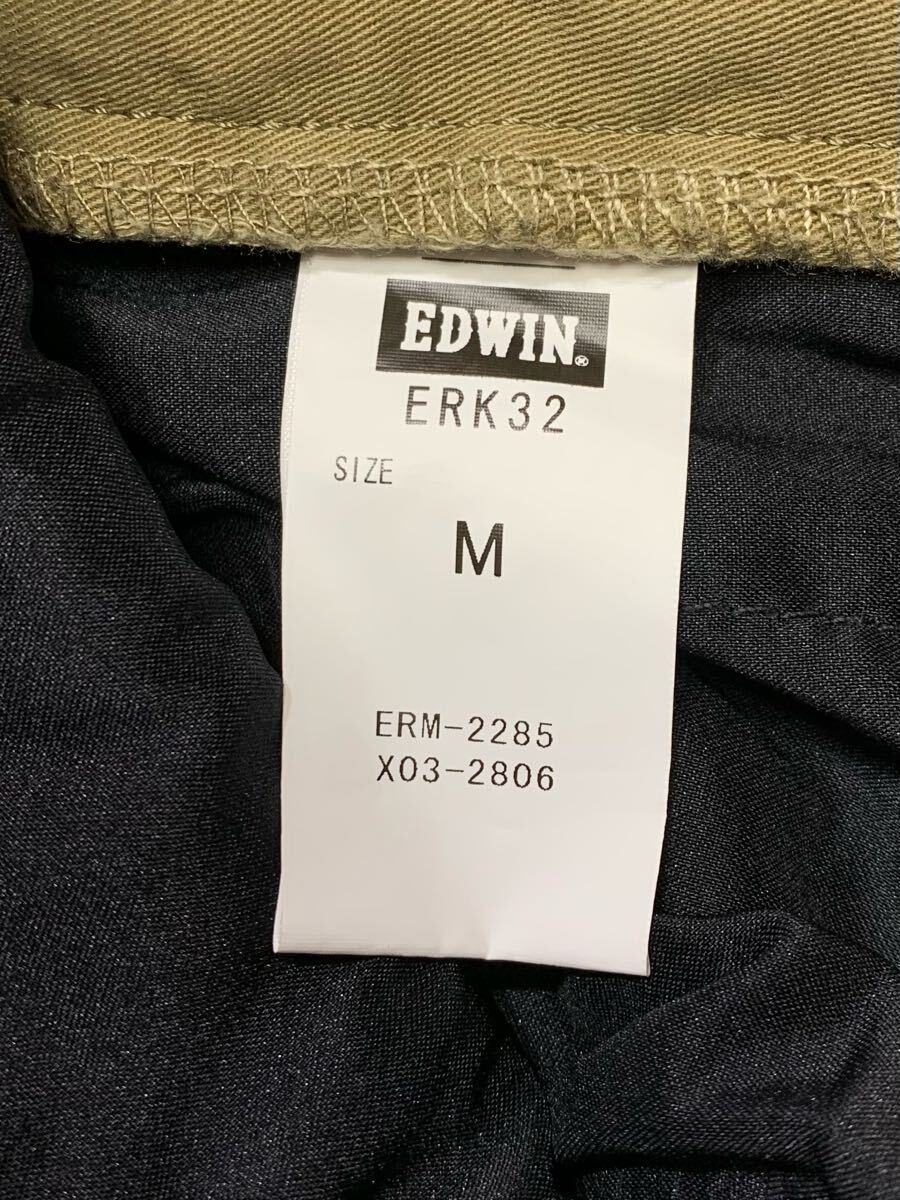 EDWIN®
ERK32
SIZE
M
ERM-2285
X03-2806